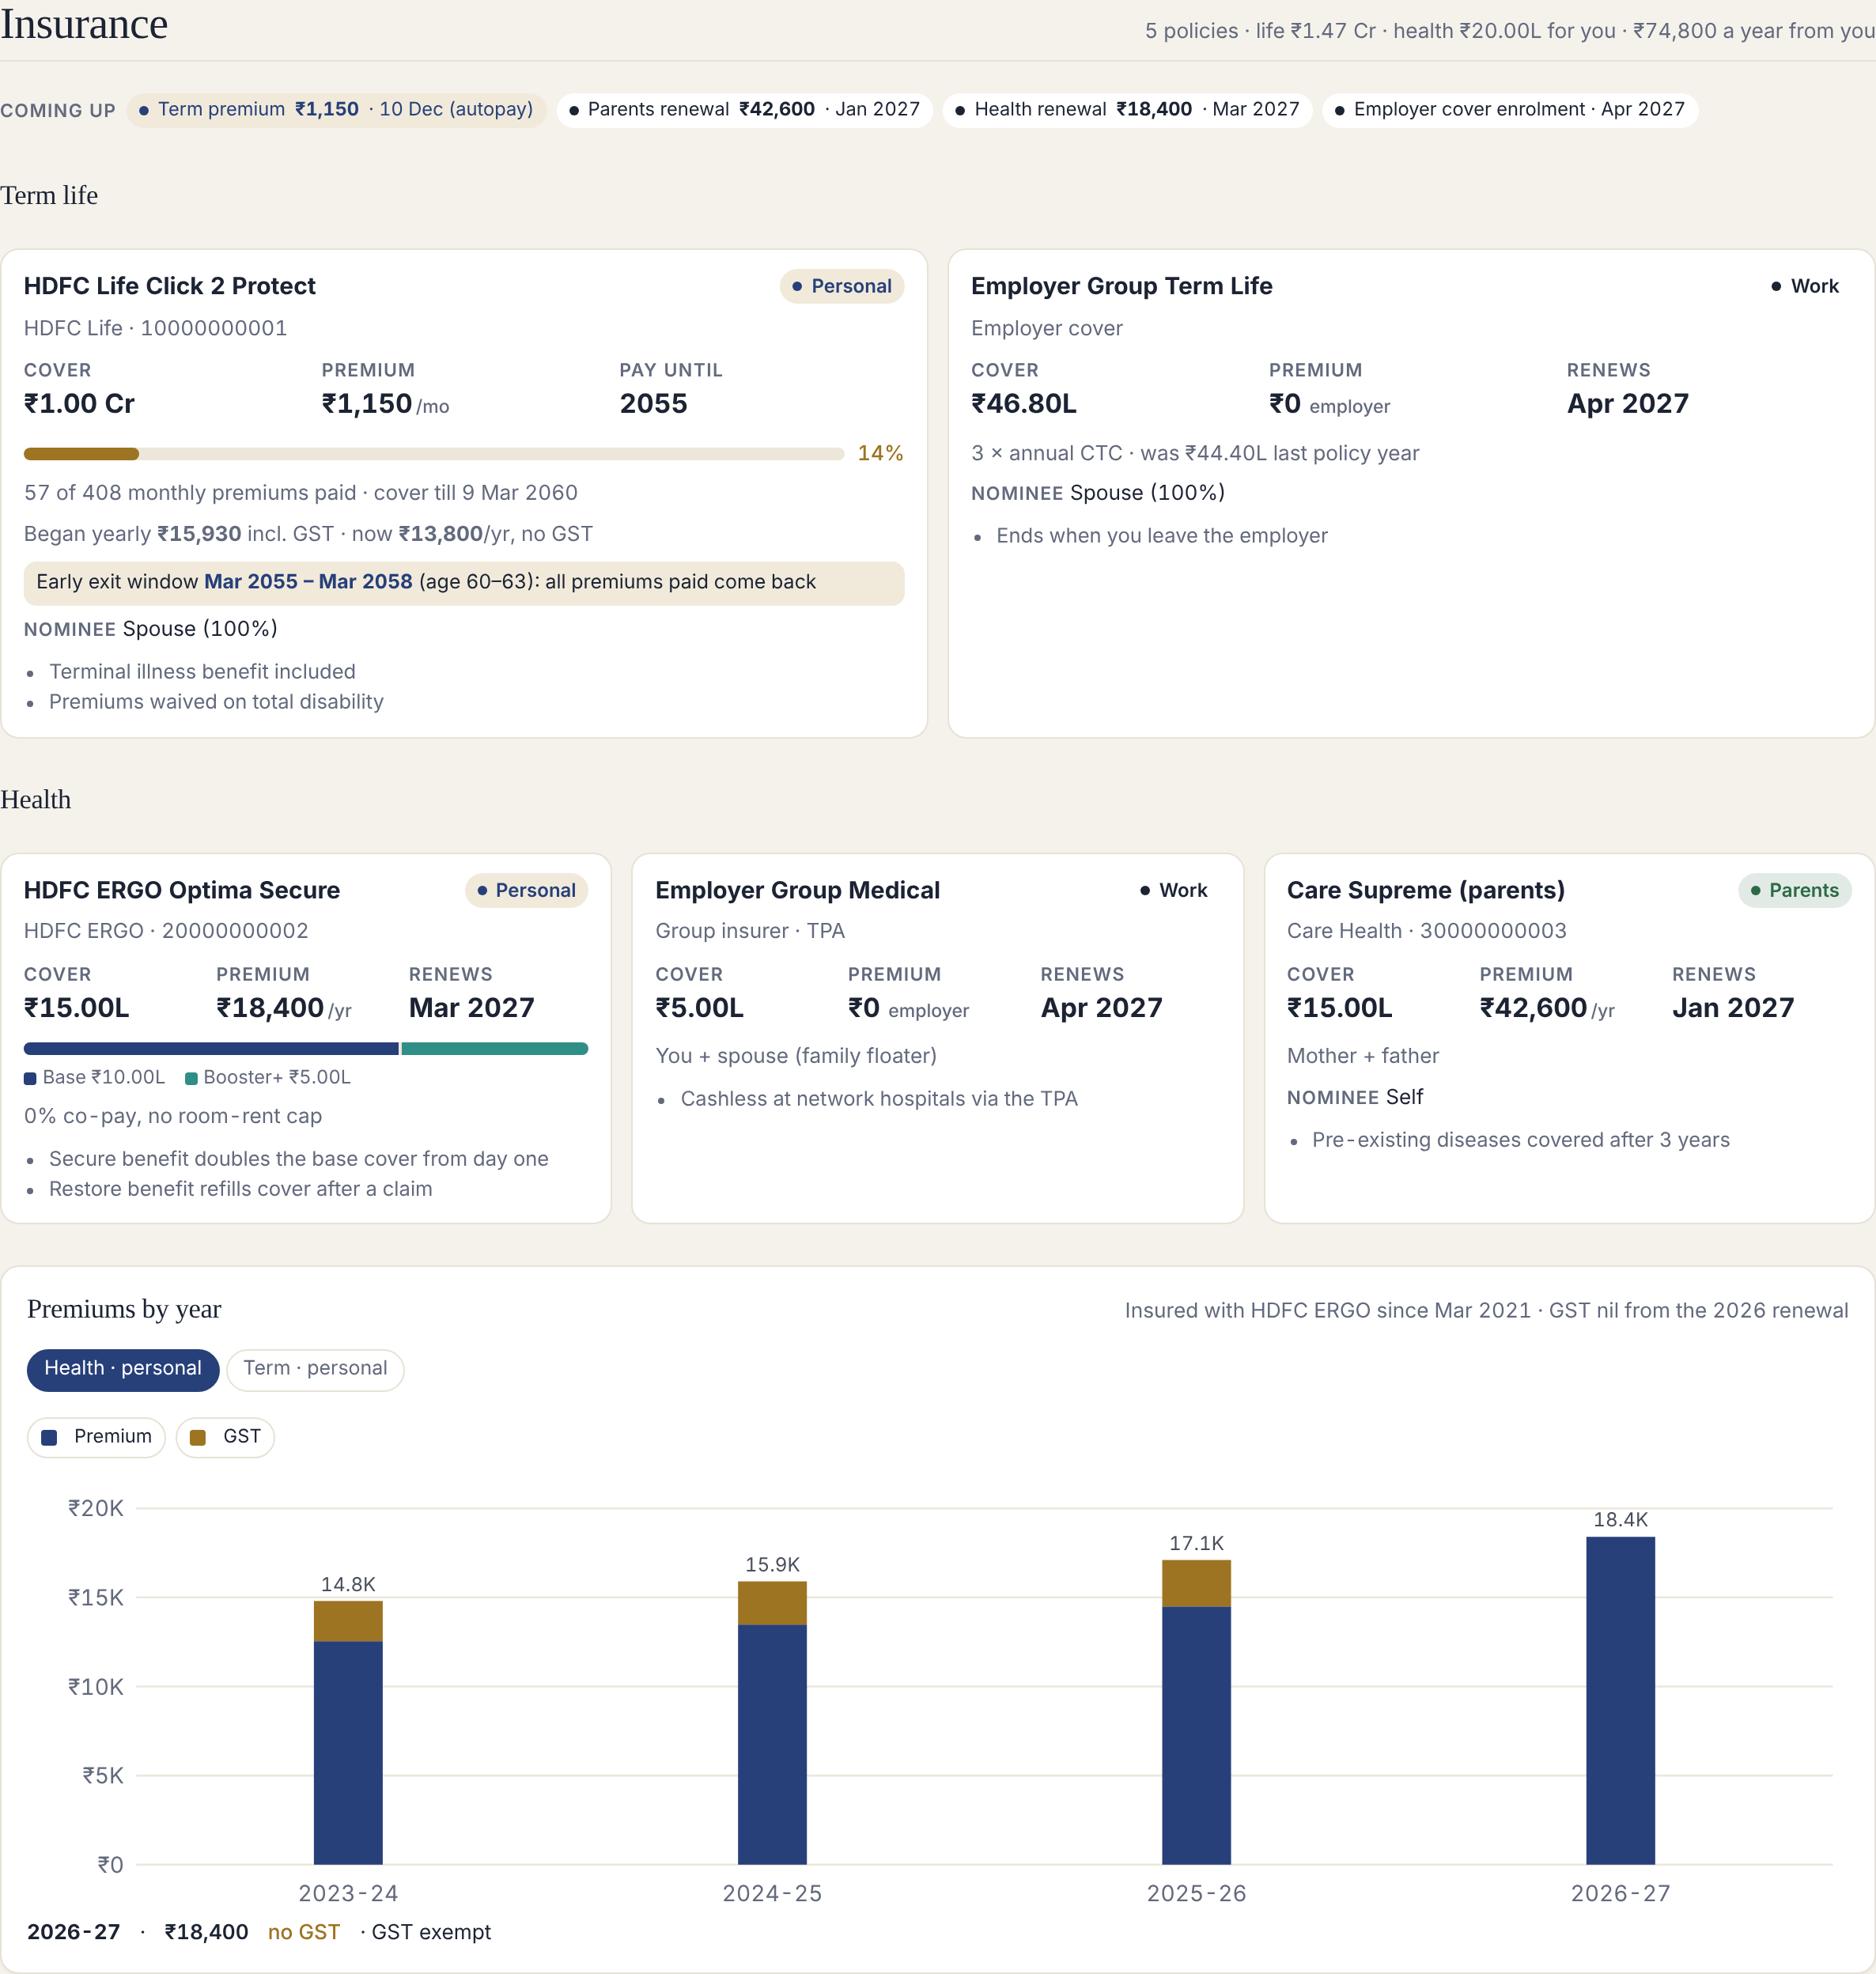 Insurance
5 policies · life ₹1.47 Cr · health ₹20.00L for you · ₹74,800 a year from you
COMING UP
Term premium ₹1,150 · 10 Dec (autopay)
Parents renewal ₹42,600 · Jan 2027
Health renewal ₹18,400 · Mar 2027
Employer cover enrolment · Apr 2027
Term life
HDFC Life Click 2 Protect
Personal
HDFC Life · 10000000001
COVER PREMIUM PAY UNTIL
₹1.00 Cr ₹1,150 /mo 2055
14%
57 of 408 monthly premiums paid · cover till 9 Mar 2060
Began yearly ₹15,930 incl. GST · now ₹13,800/yr, no GST
Early exit window Mar 2055 – Mar 2058 (age 60–63): all premiums paid come back
NOMINEE Spouse (100%)
• Terminal illness benefit included
• Premiums waived on total disability
Employer Group Term Life
Work
Employer cover
COVER PREMIUM RENEWS
₹46.80L ₹0 employer Apr 2027
3 × annual CTC · was ₹44.40L last policy year
NOMINEE Spouse (100%)
• Ends when you leave the employer
Health
HDFC ERGO Optima Secure
Personal
HDFC ERGO · 20000000002
COVER PREMIUM RENEWS
₹15.00L ₹18,400 /yr Mar 2027
Base ₹10.00L Booster+ ₹5.00L
0% co-pay, no room-rent cap
• Secure benefit doubles the base cover from day one
• Restore benefit refills cover after a claim
Employer Group Medical
Work
Group insurer · TPA
COVER PREMIUM RENEWS
₹5.00L ₹0 employer Apr 2027
You + spouse (family floater)
• Cashless at network hospitals via the TPA
Care Supreme (parents)
Parents
Care Health · 30000000003
COVER PREMIUM RENEWS
₹15.00L ₹42,600 /yr Jan 2027
Mother + father
NOMINEE Self
• Pre-existing diseases covered after 3 years
Premiums by year
Insured with HDFC ERGO since Mar 2021 · GST nil from the 2026 renewal
Health · personal
Term · personal
Premium
GST
₹20K
₹15K
₹10K
₹5K
₹0
14.8K
15.9K
17.1K
18.4K
2023-24 2024-25 2025-26 2026-27
2026-27 · ₹18,400 no GST · GST exempt